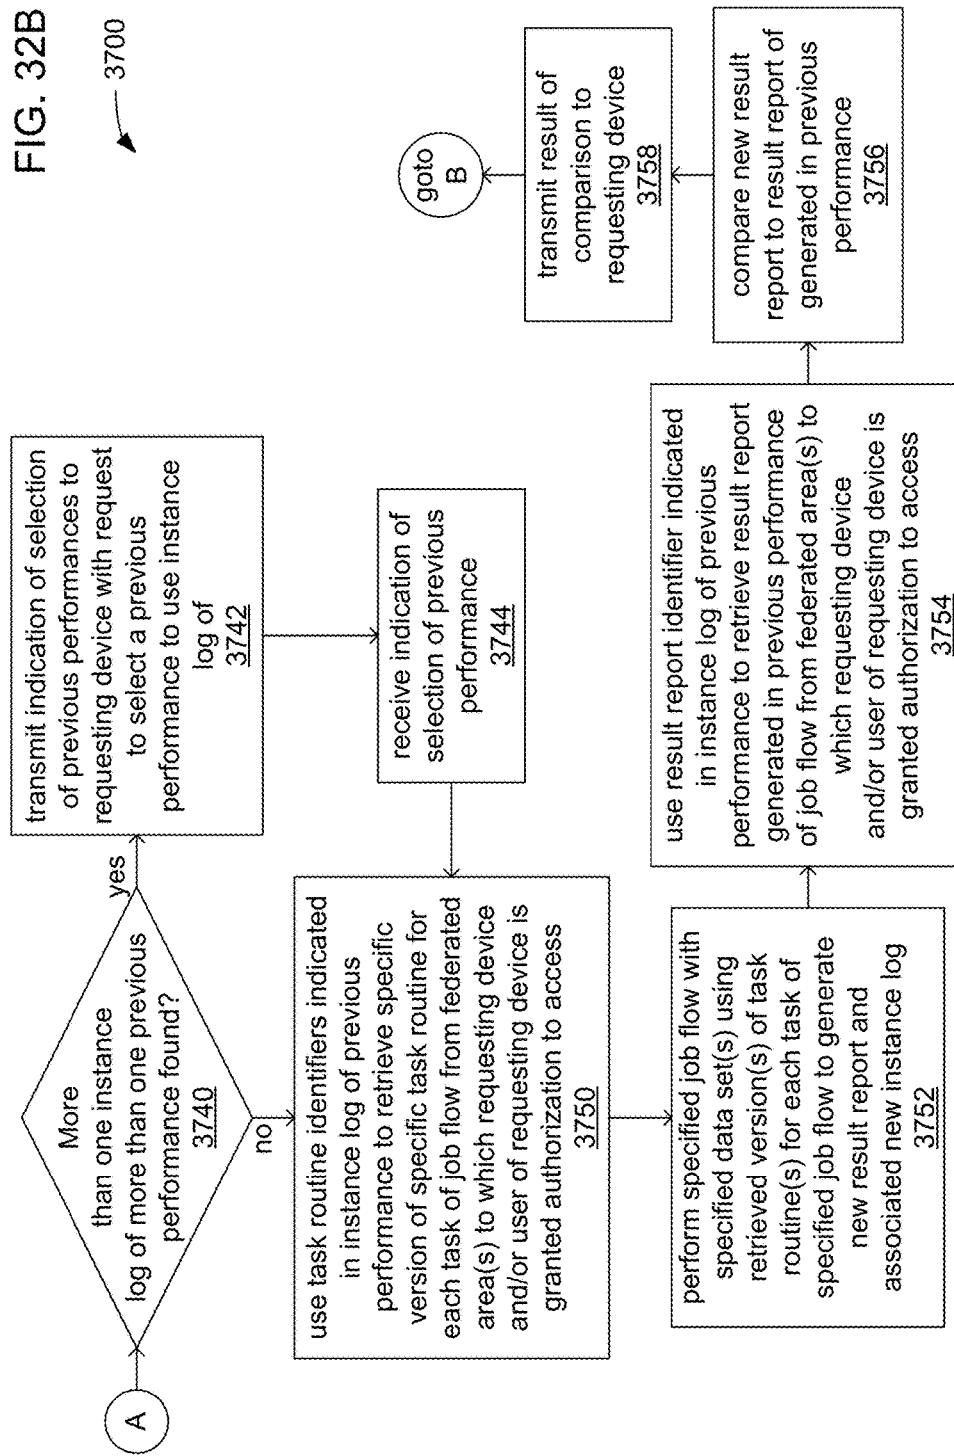 FIG. 32B
3700
A
More
than one instance
log of more than one previous
performance found?
3740
yes
no
transmit indication of selection
of previous performances to
requesting device with request
to select a previous
performance to use instance
log of
3742
receive indication of
selection of previous
performance
3744
use task routine identifiers indicated
in instance log of previous
performance to retrieve specific
version of specific task routine for
each task of job flow from federated
area(s) to which requesting device
and/or user of requesting device is
granted authorization to access
3750
perform specified job flow with
specified data set(s) using
retrieved version(s) of task
routine(s) for each task of
specified job flow to generate
new result report and
associated new instance log
3752
use result report identifier indicated
in instance log of previous
performance to retrieve result report
generated in previous performance
of job flow from federated area(s) to
which requesting device
and/or user of requesting device is
granted authorization to access
3754
compare new result
report to result report of
generated in previous
performance
3756
transmit result of
comparison to
requesting device
3758
goto
B